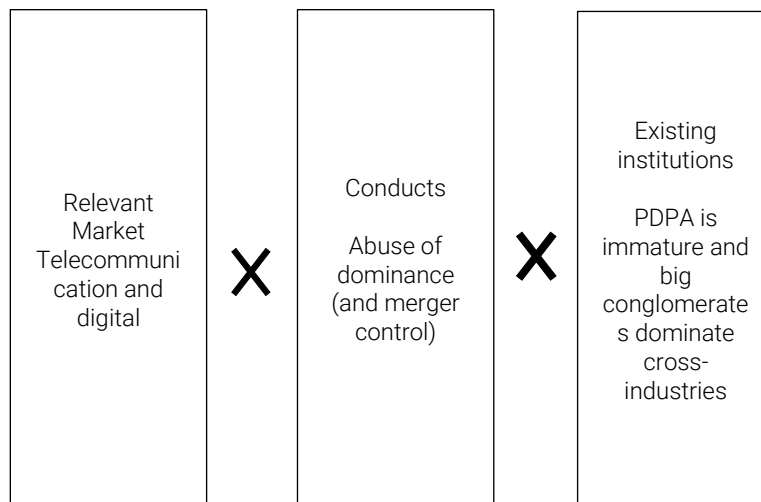 Relevant
Market
Telecommuni
cation and
digital
X
Conducts
Abuse of
dominance
(and merger
control)
X
Existing
institutions
PDPA is
immature and
big
conglomerate
s dominate
cross-
industries